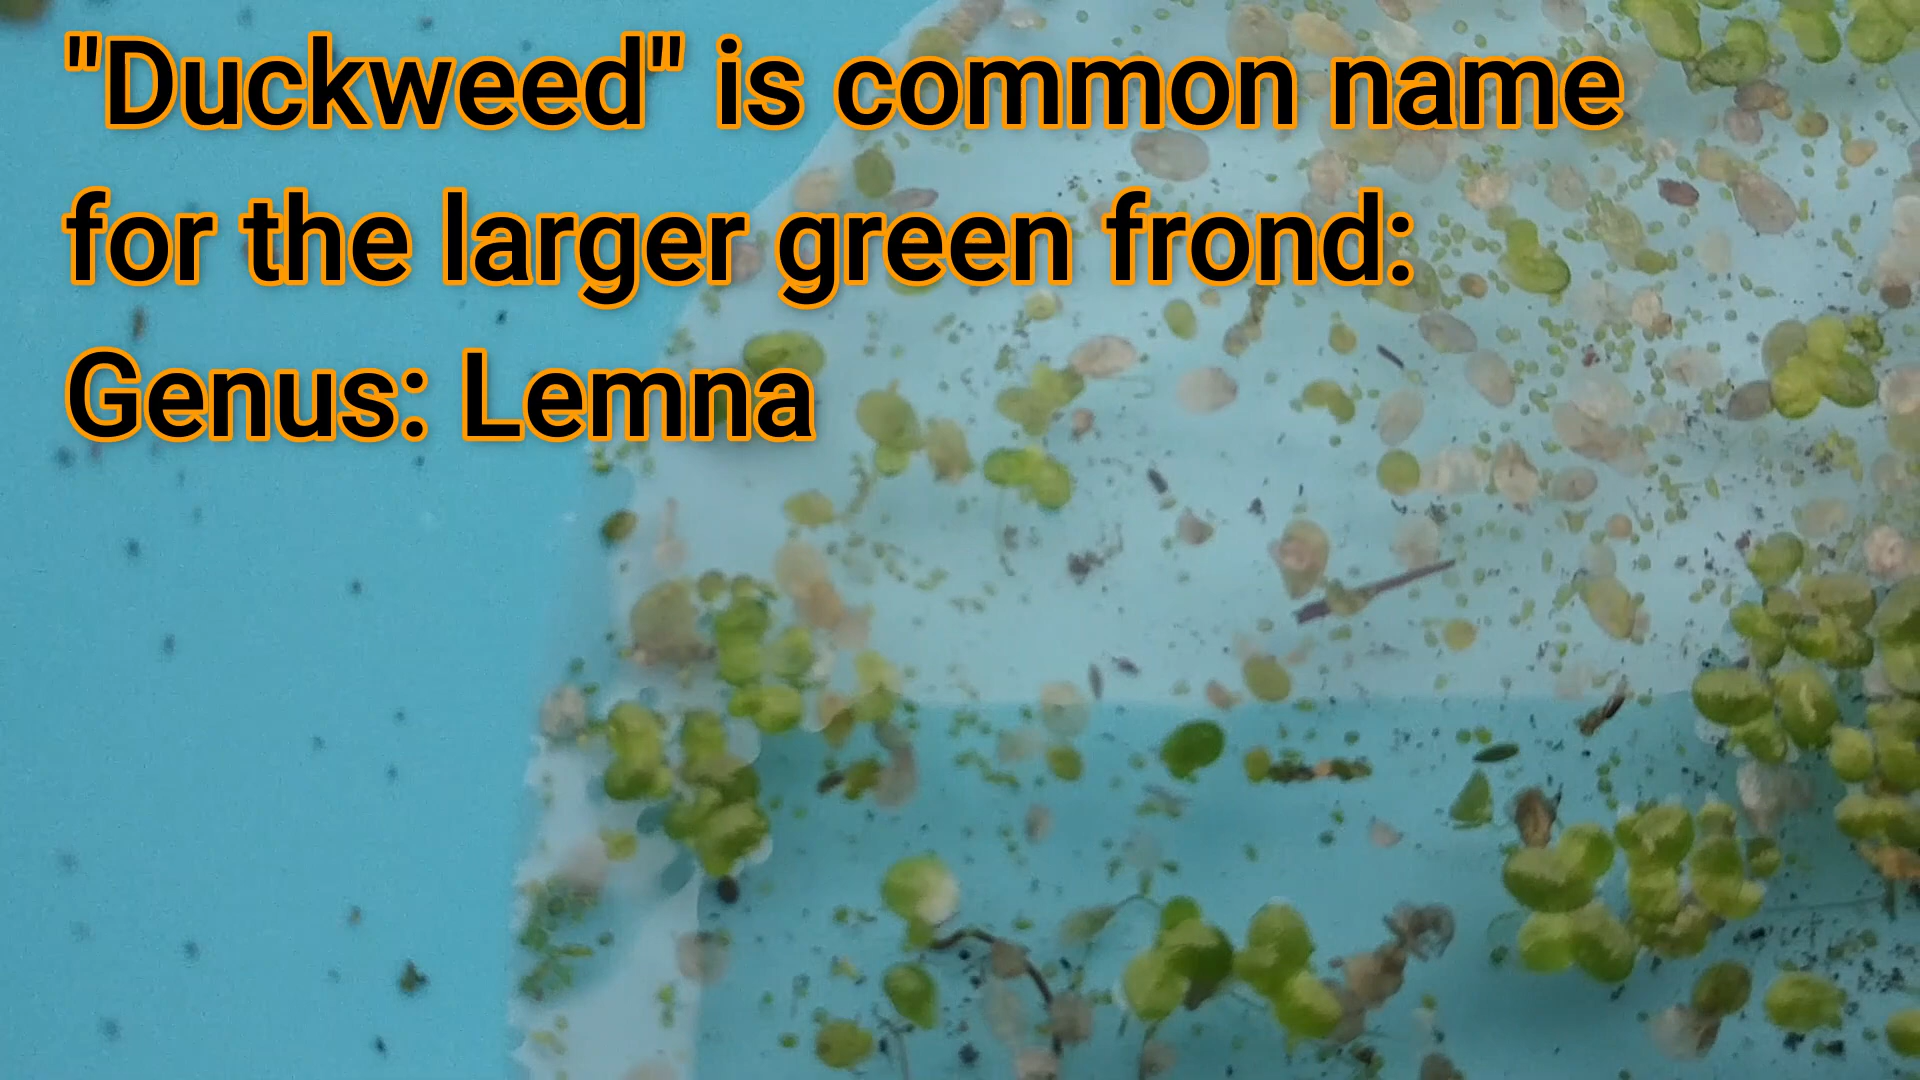 "Duckweed" is common name
for the larger green frond:
Genus: Lemna